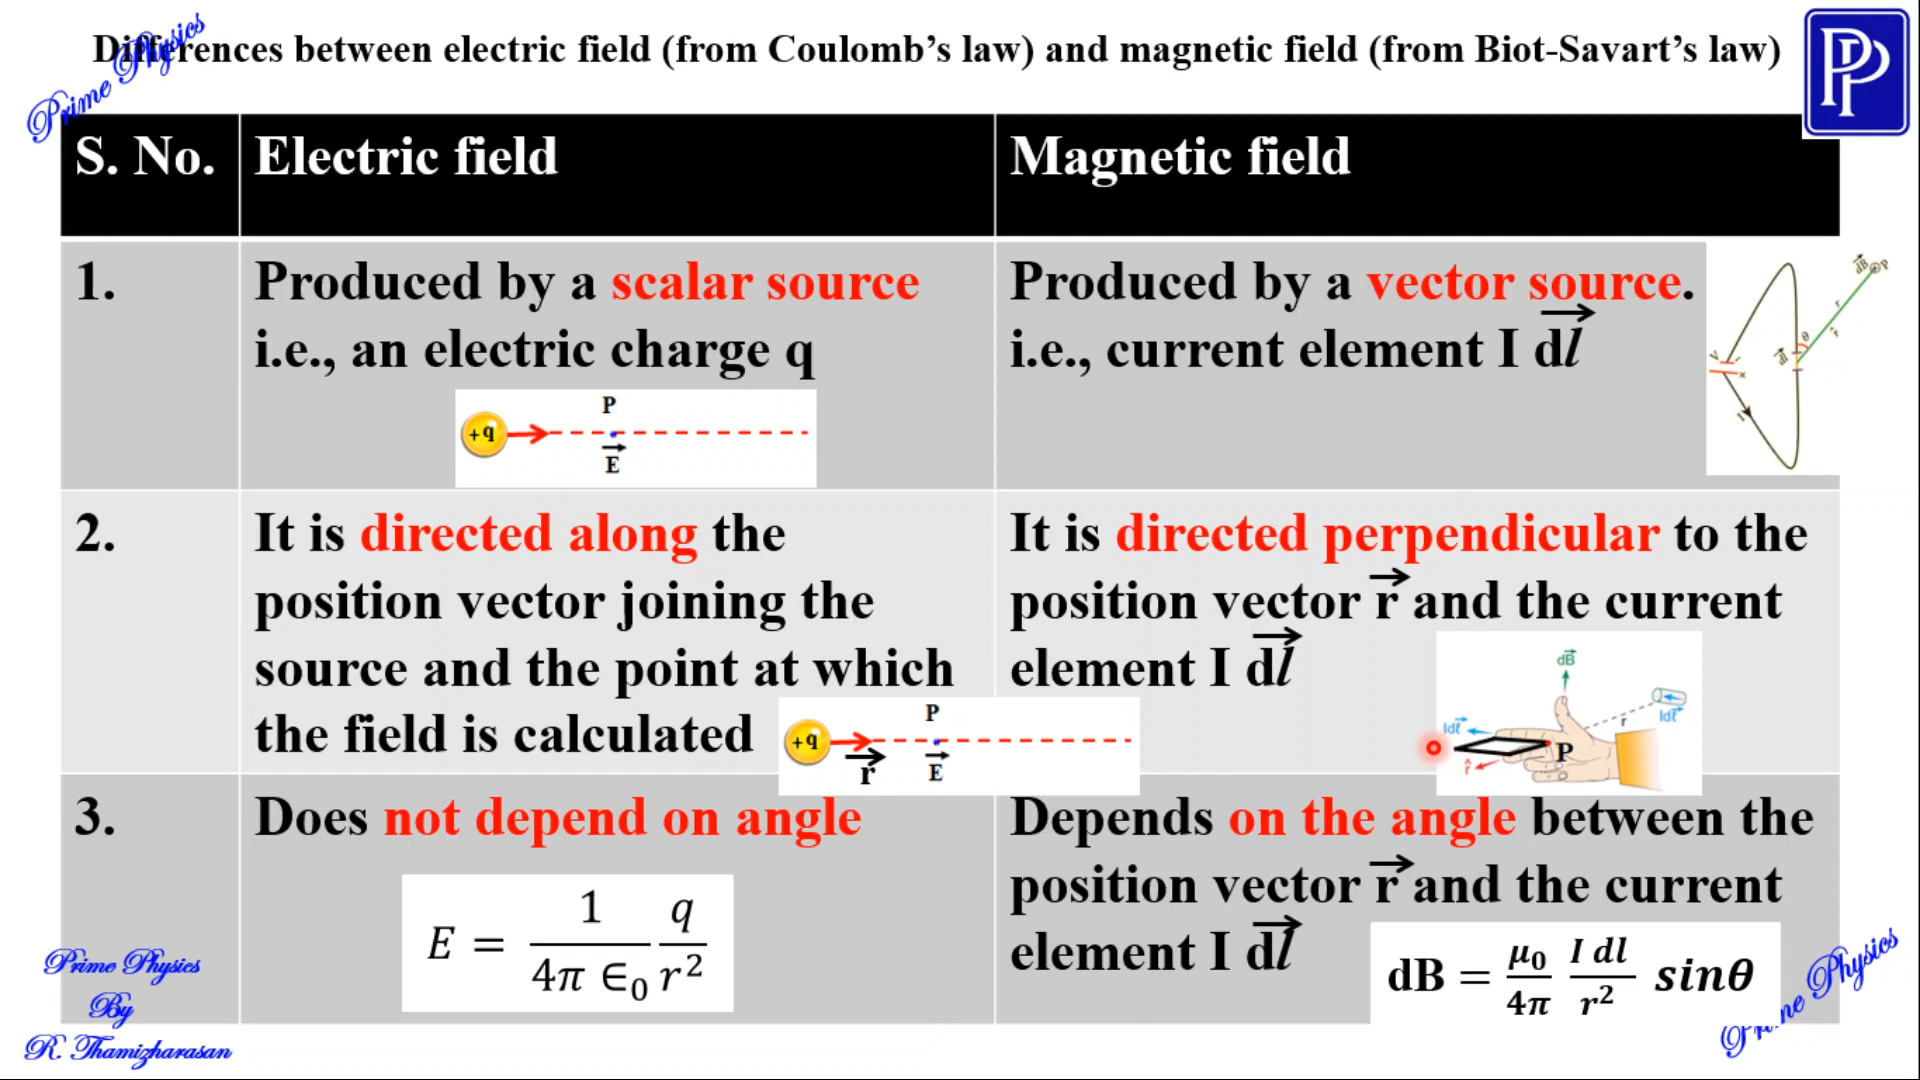 Differences between electric field (from Coulomb's law) and magnetic field (from Biot-Savart's law)
Prime Physics
PP
S. No. Electric field Magnetic field
1. Produced by a scalar source
i.e., an electric charge q
+q P
E
Produced by a vector source.
i.e., current element I dl
dB P
r
θ
r̂
dl
I
2. It is directed along the
position vector joining the
source and the point at which
the field is calculated
+q P
r E
It is directed perpendicular to the
position vector r and the current
element I dl
dB
Idℓ r Idℓ
r̂ P
3. Does not depend on angle
E = 1/4π ∈0 q/r²
Depends on the angle between the
position vector r and the current
element I dl
dB = μ0/4π I dl/r² sinθ
Prime Physics
By
R. Thamizharasan
Prime Physics